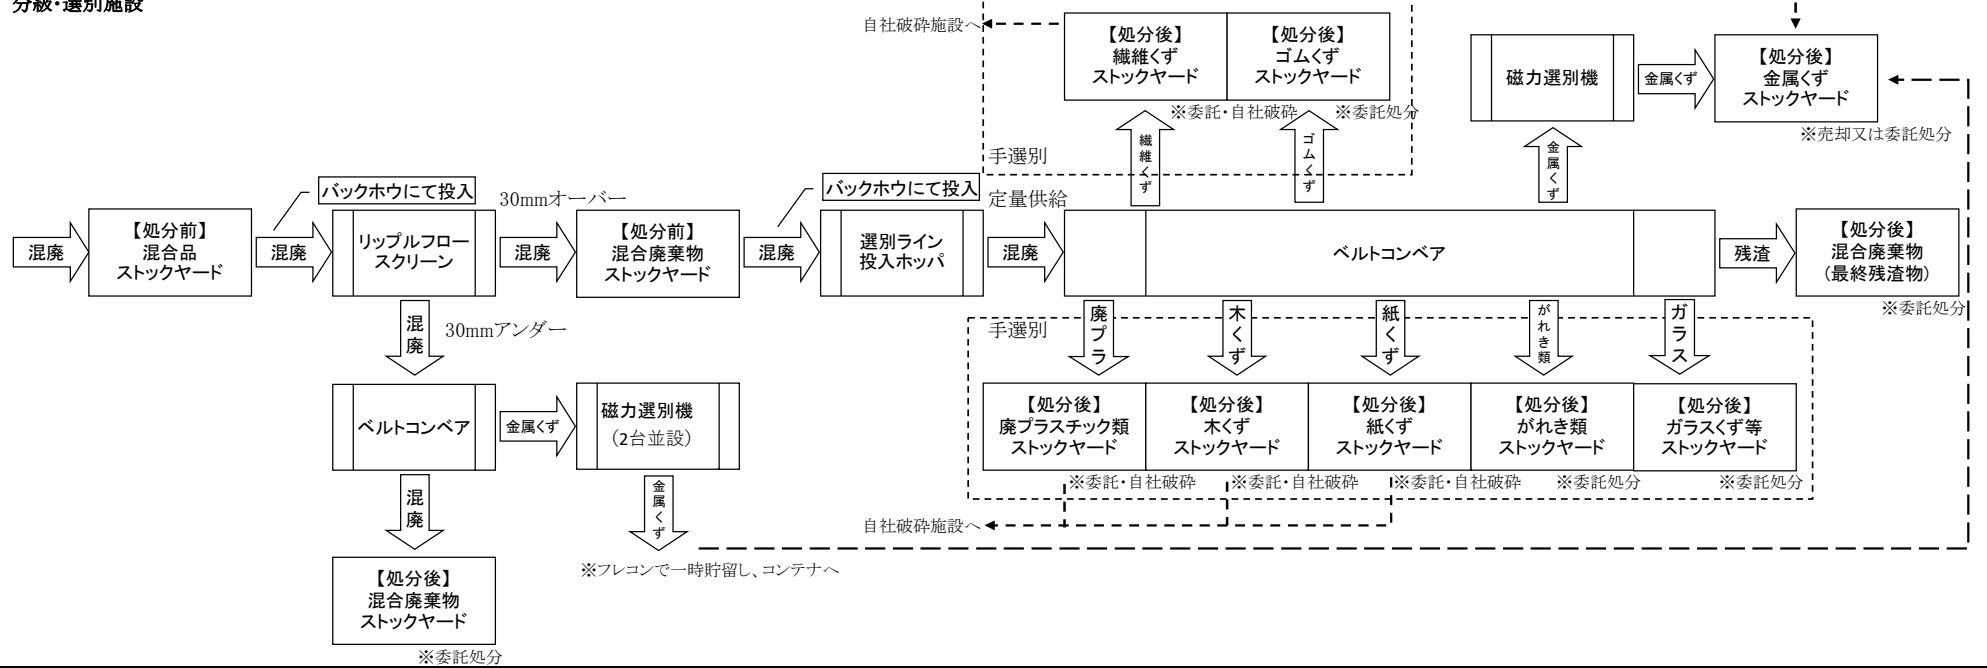 分級・選別施設
自社破砕施設へ
【処分後】
繊維くず
ストックヤード
【処分後】
ゴムくず
ストックヤード
※委託・自社破砕
※委託処分
手選別
繊維くず
ゴムくず
磁力選別機
金属くず
【処分後】
金属くず
ストックヤード
※売却又は委託処分
金属くず
混廃
【処分前】
混合品
ストックヤード
バックホウにて投入
混廃
リップルフロー
スクリーン
30mmオーバー
混廃
【処分前】
混合廃棄物
ストックヤード
バックホウにて投入
混廃
選別ライン
投入ホッパ
定量供給
混廃
ベルトコンベア
残渣
【処分後】
混合廃棄物
(最終残渣物)
※委託処分
混廃
30mmアンダー
手選別
廃プラ
木くず
紙くず
がれき類
ガラス
【処分後】
廃プラスチック類
ストックヤード
【処分後】
木くず
ストックヤード
【処分後】
紙くず
ストックヤード
【処分後】
がれき類
ストックヤード
【処分後】
ガラスくず等
ストックヤード
※委託・自社破砕
※委託・自社破砕
※委託・自社破砕
※委託処分
※委託処分
自社破砕施設へ
ベルトコンベア
金属くず
磁力選別機
(2台並設)
混廃
金属くず
※フレコンで一時貯留し、コンテナへ
【処分後】
混合廃棄物
ストックヤード
※委託処分